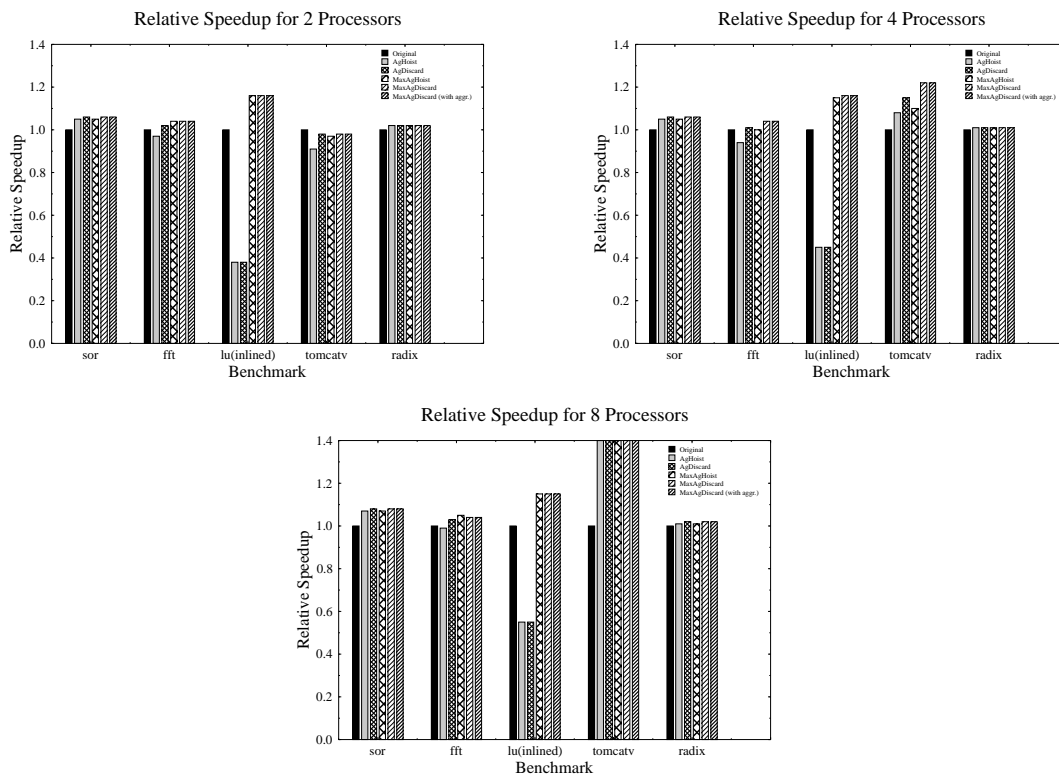 Relative Speedup for 2 Processors
Relative Speedup
1.4
1.2
1.0
0.8
0.6
0.4
0.2
0.0
Original
AgHoist
AgDiscard
MaxAgHoist
MaxAgDiscard
MaxAgDiscard (with aggr.)
sor fft lu(inlined) tomcatv radix
Benchmark
Relative Speedup for 4 Processors
Relative Speedup
1.4
1.2
1.0
0.8
0.6
0.4
0.2
0.0
Original
AgHoist
AgDiscard
MaxAgHoist
MaxAgDiscard
MaxAgDiscard (with aggr.)
sor fft lu(inlined) tomcatv radix
Benchmark
Relative Speedup for 8 Processors
Relative Speedup
1.4
1.2
1.0
0.8
0.6
0.4
0.2
0.0
Original
AgHoist
AgDiscard
MaxAgHoist
MaxAgDiscard
MaxAgDiscard (with aggr.)
sor fft lu(inlined) tomcatv radix
Benchmark